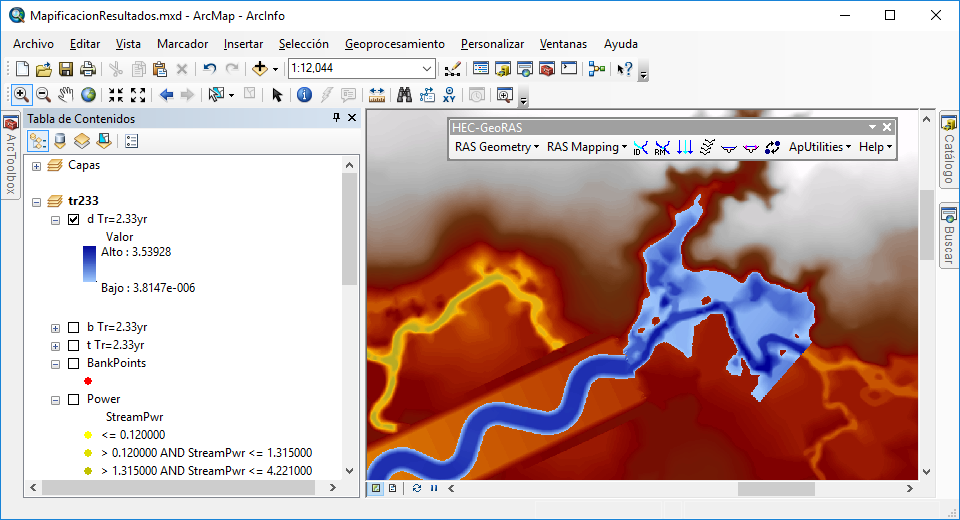 MapificacionResultados.mxd - ArcMap - ArcInfo
Archivo Editar Vista Marcador Insertar Selección Geoprocesamiento Personalizar Ventanas Ayuda
1:12,044
XY
ArcToolbox
Tabla de Contenidos
Capas
tr233
d Tr=2.33yr
Valor
Alto : 3.53928
Bajo : 3.8147e-006
b Tr=2.33yr
t Tr=2.33yr
BankPoints
Power
StreamPwr
<= 0.120000
> 0.120000 AND StreamPwr <= 1.315000
> 1.315000 AND StreamPwr <= 4.221000
HEC-GeoRAS
RAS Geometry RAS Mapping ID RM ApUtilities Help
Catálogo
Buscar